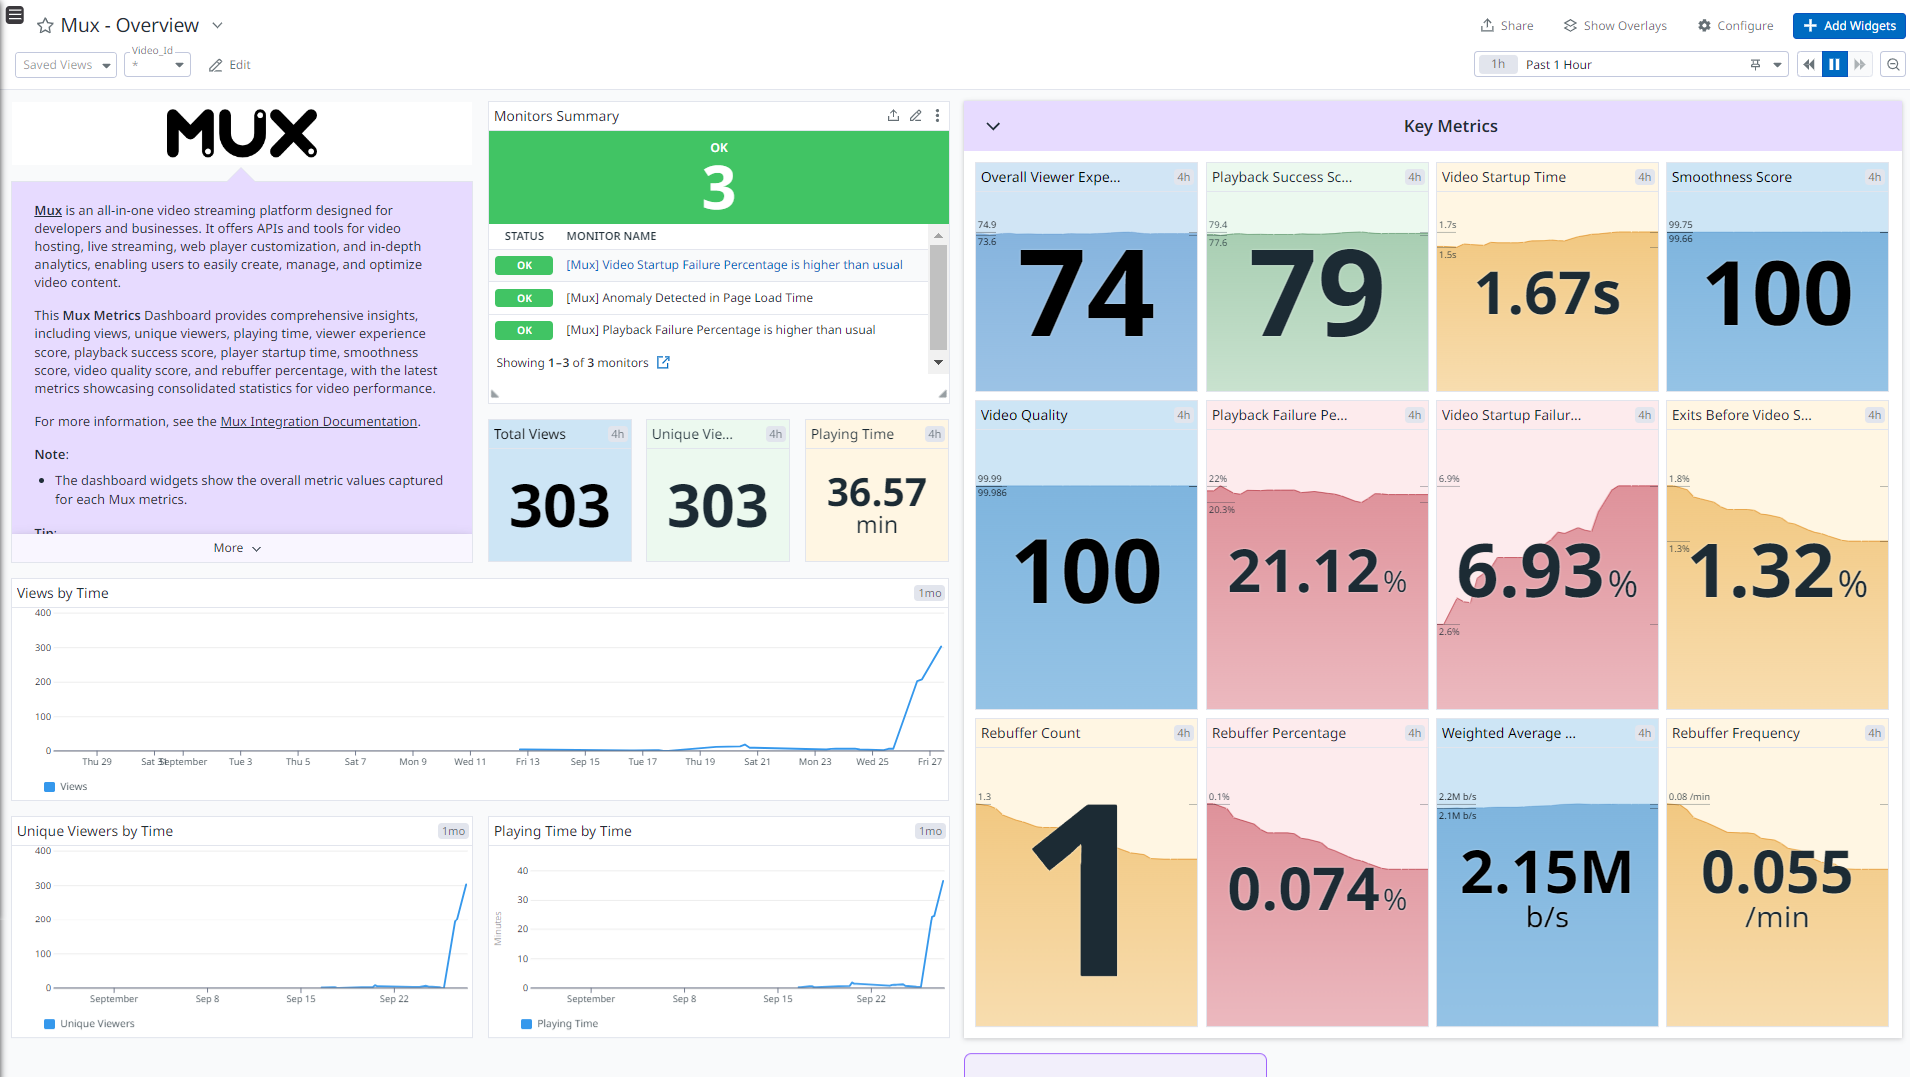 Mux - Overview
Share
Show Overlays
Configure
Add Widgets
Saved Views
Video_Id
*
Edit
1h
Past 1 Hour
MUX
Mux is an all-in-one video streaming platform designed for
developers and businesses. It offers APIs and tools for video
hosting, live streaming, web player customization, and in-depth
analytics, enabling users to easily create, manage, and optimize
video content.
This Mux Metrics Dashboard provides comprehensive insights,
including views, unique viewers, playing time, viewer experience
score, playback success score, player startup time, smoothness
score, video quality score, and rebuffer percentage, with the latest
metrics showcasing consolidated statistics for video performance.
For more information, see the Mux Integration Documentation.
Note:
• The dashboard widgets show the overall metric values captured
for each Mux metrics.
Tip:
More
Monitors Summary
OK
3
STATUS MONITOR NAME
OK [Mux] Video Startup Failure Percentage is higher than usual
OK [Mux] Anomaly Detected in Page Load Time
OK [Mux] Playback Failure Percentage is higher than usual
Showing 1–3 of 3 monitors
Total Views 4h
303
Unique Vie... 4h
303
Playing Time 4h
36.57
min
Views by Time 1mo
400
300
200
100
0
Thu 29 Sat 31 September Tue 3 Thu 5 Sat 7 Mon 9 Wed 11 Fri 13 Sep 15 Tue 17 Thu 19 Sat 21 Mon 23 Wed 25 Fri 27
Views
Unique Viewers by Time 1mo
400
300
200
100
0
September Sep 8 Sep 15 Sep 22
Unique Viewers
Playing Time by Time 1mo
Minutes
40
30
20
10
0
September Sep 8 Sep 15 Sep 22
Playing Time
Key Metrics
Overall Viewer Expe... 4h
74.9
73.6
74
Playback Success Sc... 4h
79.4
77.6
79
Video Startup Time 4h
1.7s
1.5s
1.67s
Smoothness Score 4h
99.75
99.66
100
Video Quality 4h
99.99
99.986
100
Playback Failure Pe... 4h
22%
20.3%
21.12%
Video Startup Failur... 4h
6.9%
6.93%
2.6%
Exits Before Video S... 4h
1.8%
1.3%
1.32%
Rebuffer Count 4h
1.3
1
Rebuffer Percentage 4h
0.1%
0.074%
Weighted Average ... 4h
2.2M b/s
2.1M b/s
2.15M
b/s
Rebuffer Frequency 4h
0.08 /min
0.055
/min